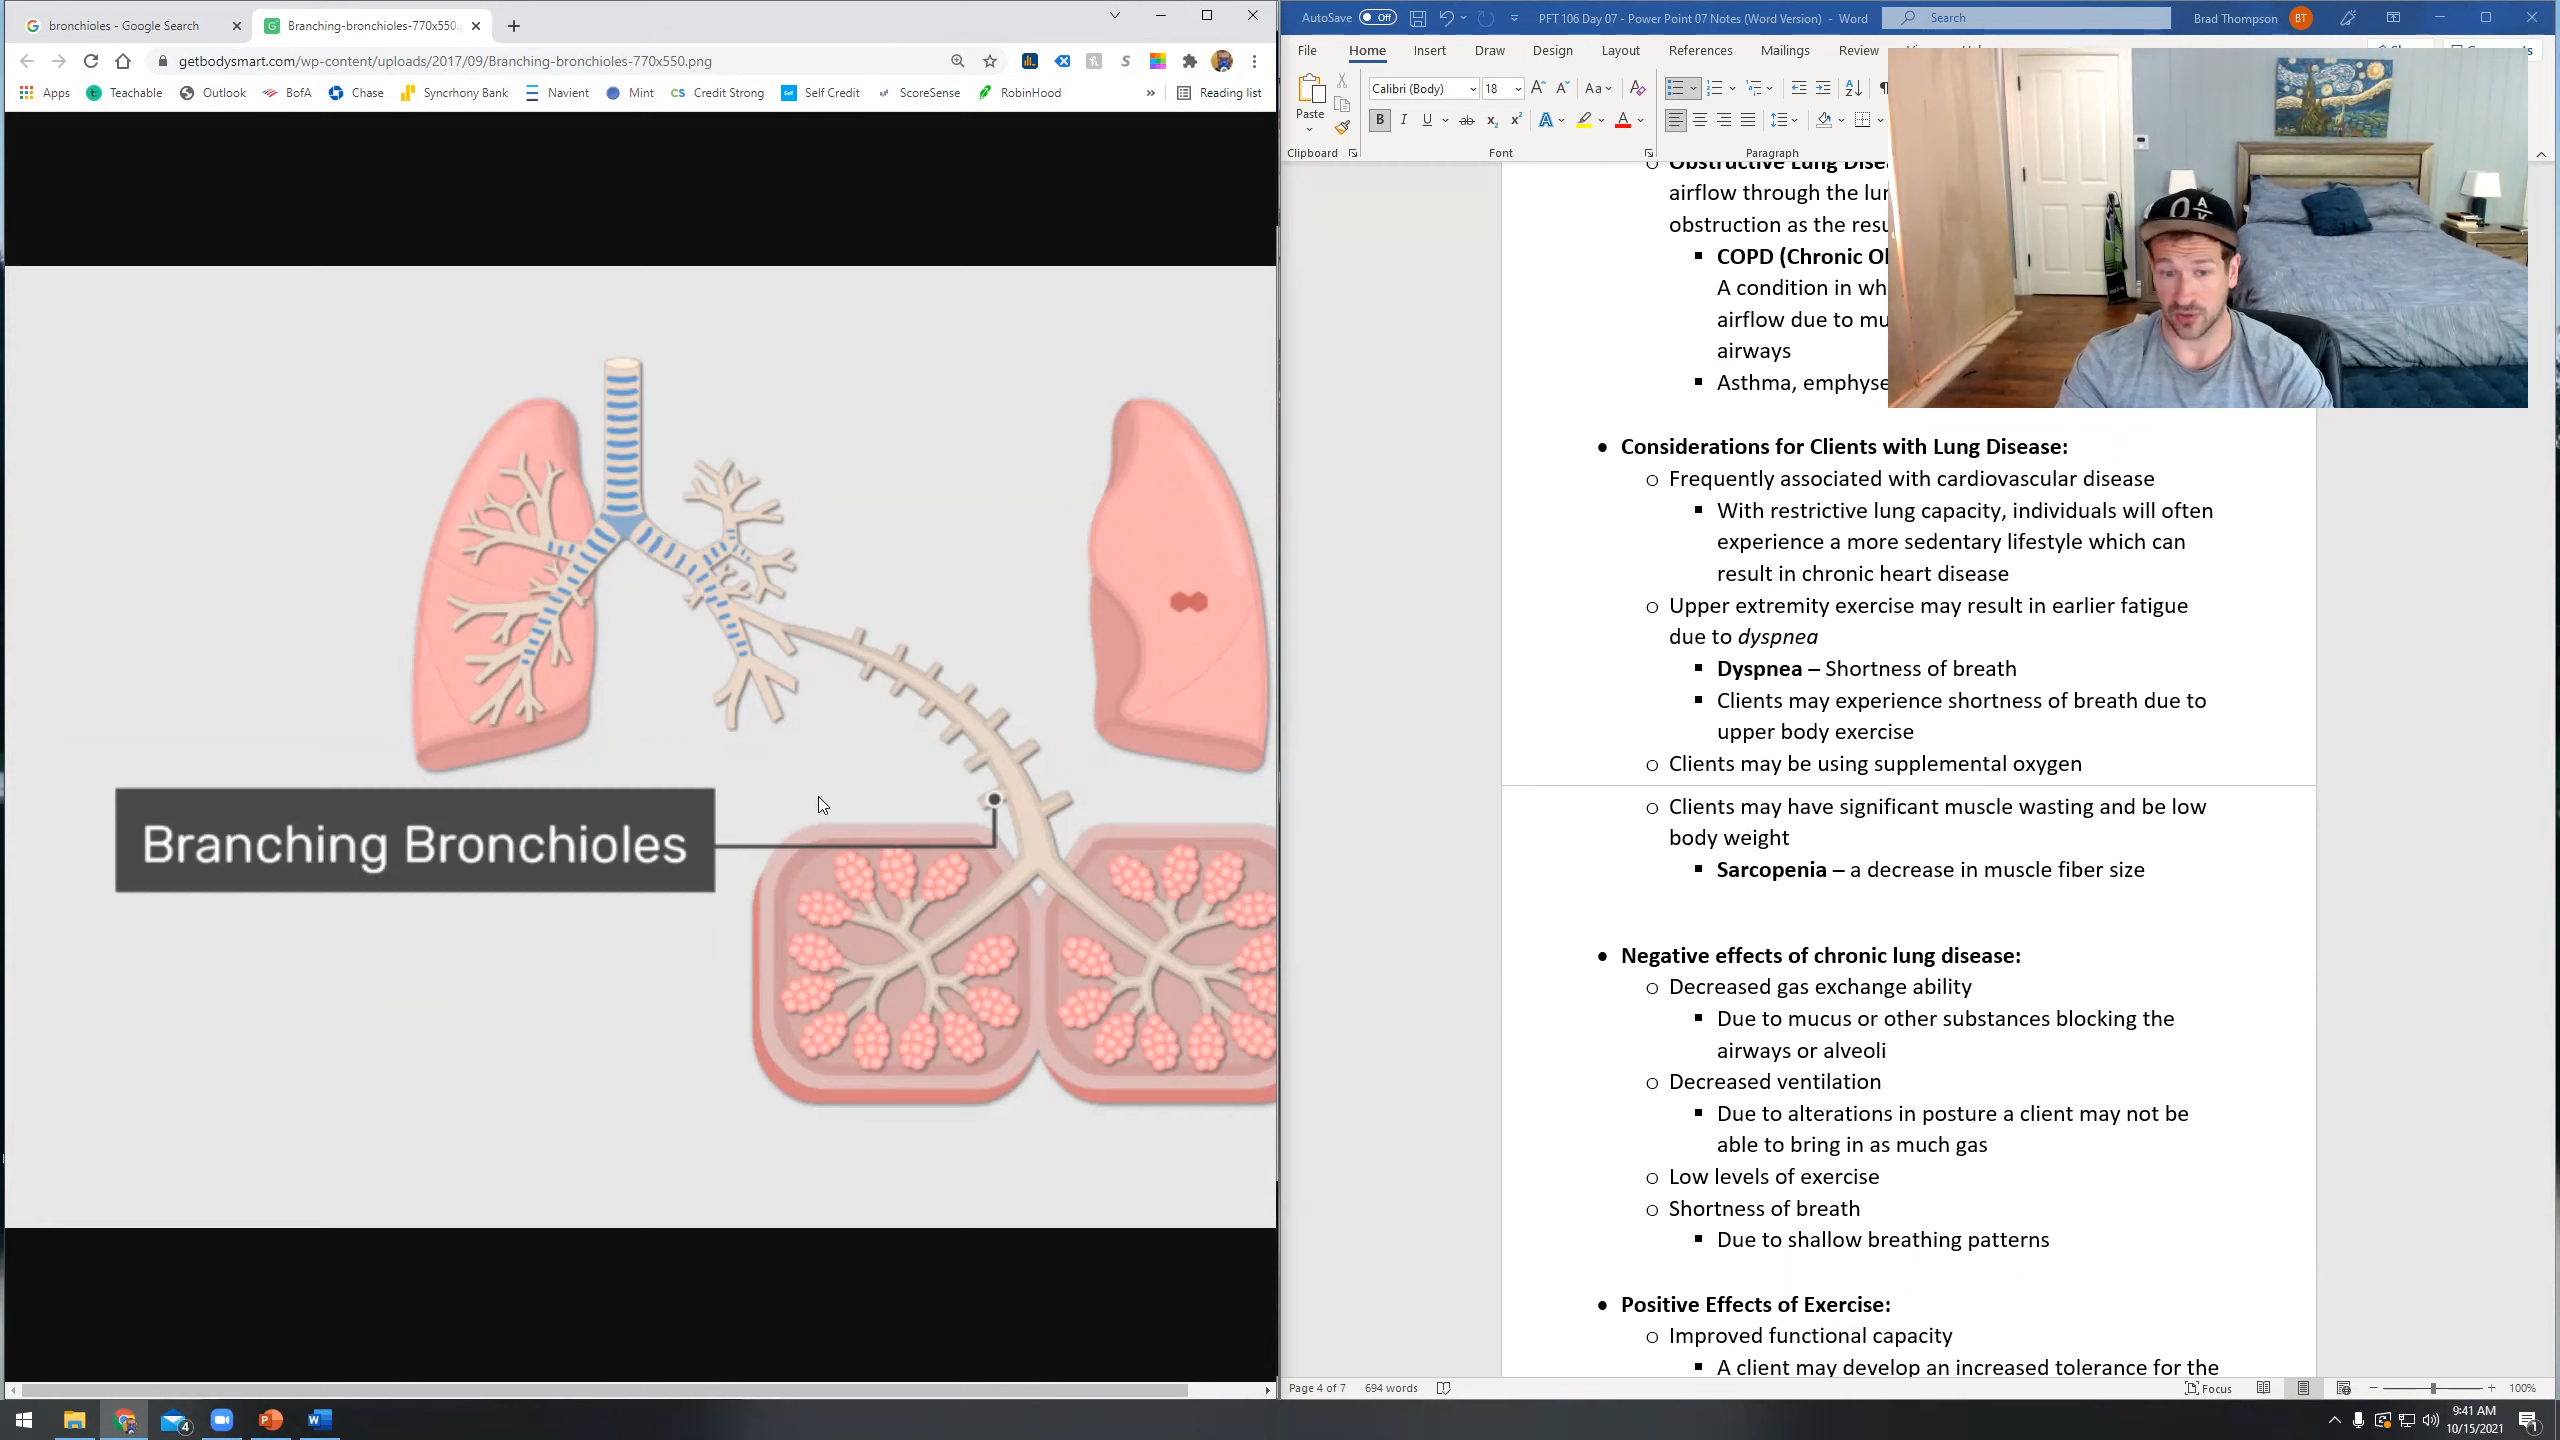 bronchioles - Google Search
Branching-bronchioles-770x550.
getbodysmart.com/wp-content/uploads/2017/09/Branching-bronchioles-770x550.png
Apps Teachable Outlook BofA Chase Syncrhony Bank Navient Mint CS Credit Strong Self Credit ScoreSense RobinHood » Reading list
Branching Bronchioles
AutoSave Off PFT 106 Day 07 - Power Point 07 Notes (Word Version) - Word Search Brad Thompson BT
File Home Insert Draw Design Layout References Mailings Review
Paste
Calibri (Body) 18
Clipboard Font Paragraph
Obstructive Lung Dise
airflow through the lu
obstruction as the resu
COPD (Chronic O
A condition in wh
airflow due to mu
airways
Asthma, emphyse
• Considerations for Clients with Lung Disease:
o Frequently associated with cardiovascular disease
▪ With restrictive lung capacity, individuals will often
experience a more sedentary lifestyle which can
result in chronic heart disease
o Upper extremity exercise may result in earlier fatigue
due to dyspnea
▪ Dyspnea – Shortness of breath
▪ Clients may experience shortness of breath due to
upper body exercise
o Clients may be using supplemental oxygen
o Clients may have significant muscle wasting and be low
body weight
▪ Sarcopenia – a decrease in muscle fiber size
• Negative effects of chronic lung disease:
o Decreased gas exchange ability
▪ Due to mucus or other substances blocking the
airways or alveoli
o Decreased ventilation
▪ Due to alterations in posture a client may not be
able to bring in as much gas
o Low levels of exercise
o Shortness of breath
▪ Due to shallow breathing patterns
• Positive Effects of Exercise:
o Improved functional capacity
▪ A client may develop an increased tolerance for the
Page 4 of 7 694 words Focus 100%
9:41 AM
10/15/2021